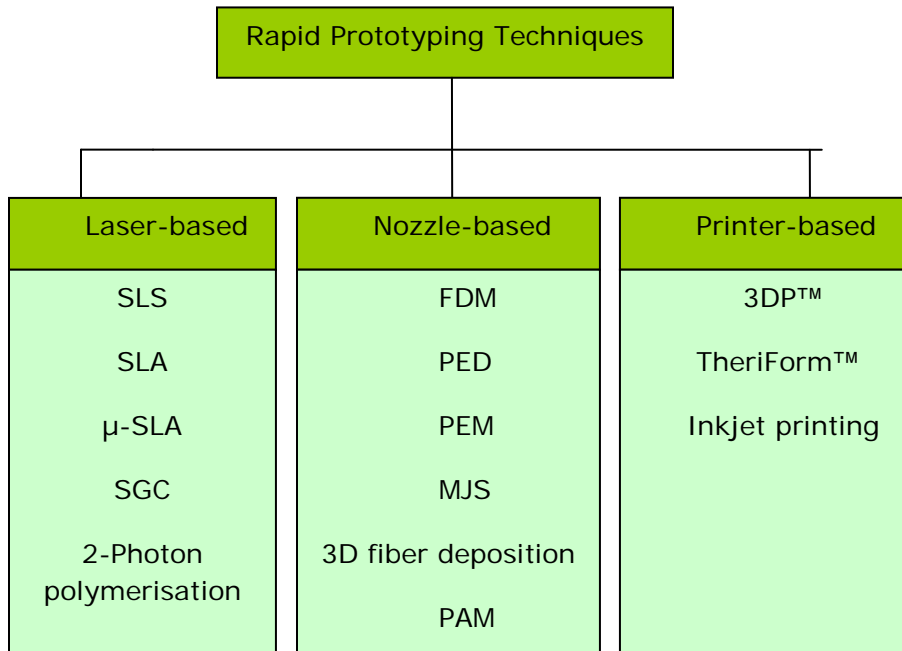 Rapid Prototyping Techniques
Laser-based
SLS
SLA
µ-SLA
SGC
2-Photon
polymerisation
Nozzle-based
FDM
PED
PEM
MJS
3D fiber deposition
PAM
Printer-based
3DP™
TheriForm™
Inkjet printing